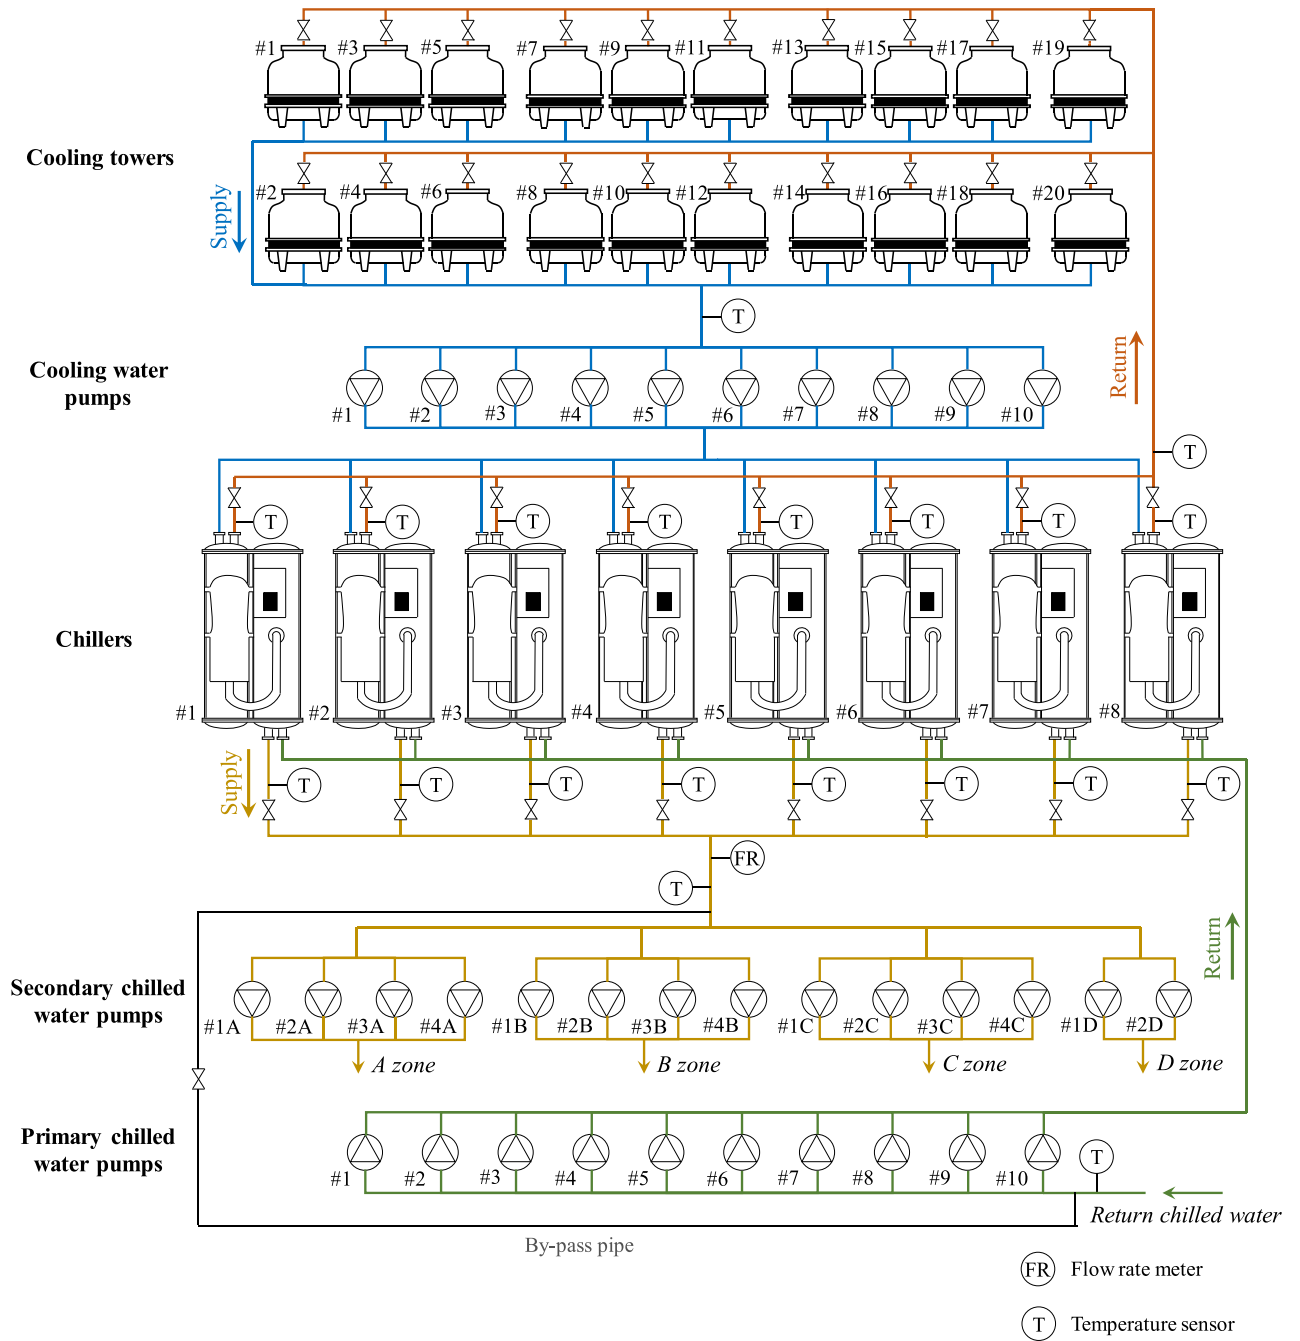 #1 #3 #5 #7 #9 #11 #13 #15 #17 #19
Cooling towers
Supply
#2 #4 #6 #8 #10 #12 #14 #16 #18 #20
T
Cooling water
pumps
#1 #2 #3 #4 #5 #6 #7 #8 #9 #10
Return
T
T T T T T T T T
Chillers
#1 #2 #3 #4 #5 #6 #7 #8
Supply
T T T T T T T T
FR
T
Return
Secondary chilled
water pumps
#1A #2A #3A #4A #1B #2B #3B #4B #1C #2C #3C #4C #1D #2D
A zone B zone C zone D zone
Primary chilled
water pumps
#1 #2 #3 #4 #5 #6 #7 #8 #9 #10
T
Return chilled water
By-pass pipe
FR Flow rate meter
T Temperature sensor